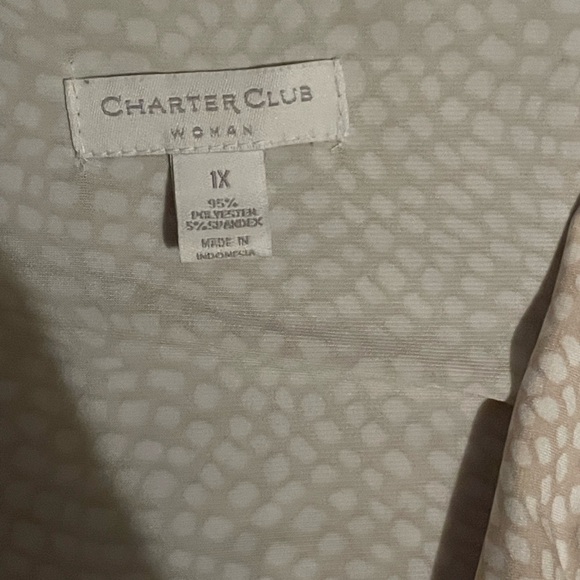 CHARTER CLUB
WOMAN
1X
95%
POLYESTER
5% SPANDEX
MADE IN
INDONESIA